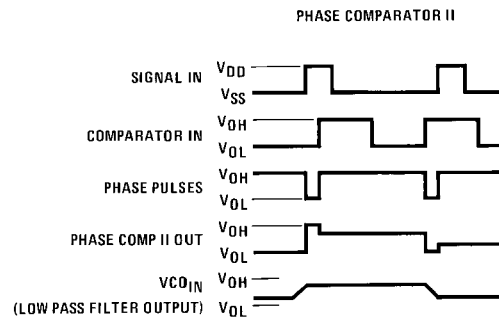 PHASE COMPARATOR II
SIGNAL IN
VDD
VSS
COMPARATOR IN
VOH
VOL
PHASE PULSES
VOH
VOL
PHASE COMP II OUT
VOH
VOL
VCOIN
(LOW PASS FILTER OUTPUT)
VOH
VOL